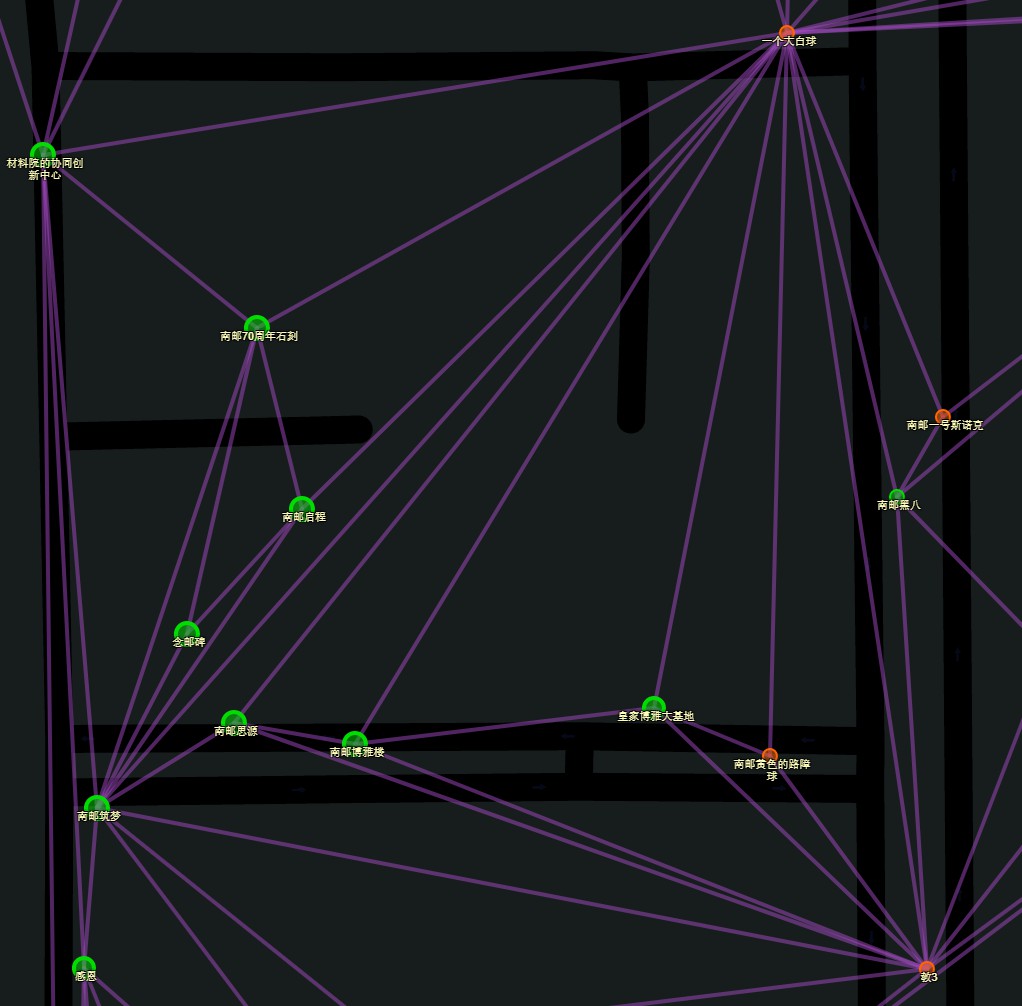 一个大白球
材料院的协同创
新中心
南邮70周年石刻
南邮一号斯诺克
南邮黑八
南邮启程
念邮碑
皇家博雅大基地
南邮思源
南邮博雅楼
南邮黄色的路障
球
南邮筑梦
感恩
教3